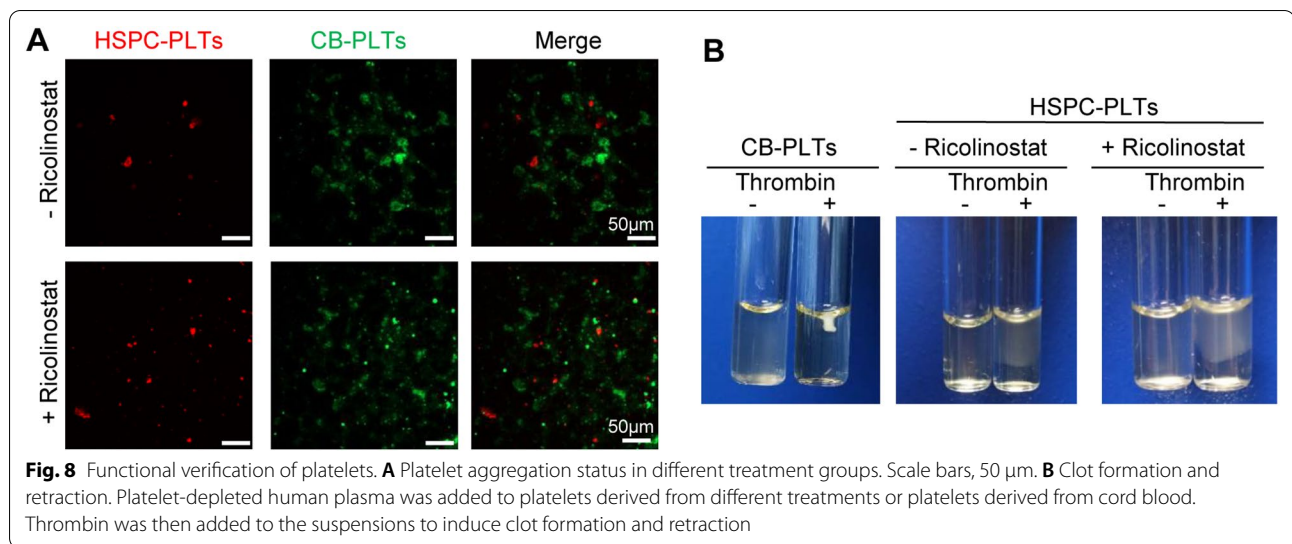 A
HSPC-PLTs CB-PLTs Merge
- Ricolinostat
50μm
+ Ricolinostat
50μm
B
HSPC-PLTs
CB-PLTs - Ricolinostat + Ricolinostat
Thrombin Thrombin Thrombin
- + - + - +
Fig. 8 Functional verification of platelets. A Platelet aggregation status in different treatment groups. Scale bars, 50 μm. B Clot formation and
retraction. Platelet-depleted human plasma was added to platelets derived from different treatments or platelets derived from cord blood.
Thrombin was then added to the suspensions to induce clot formation and retraction